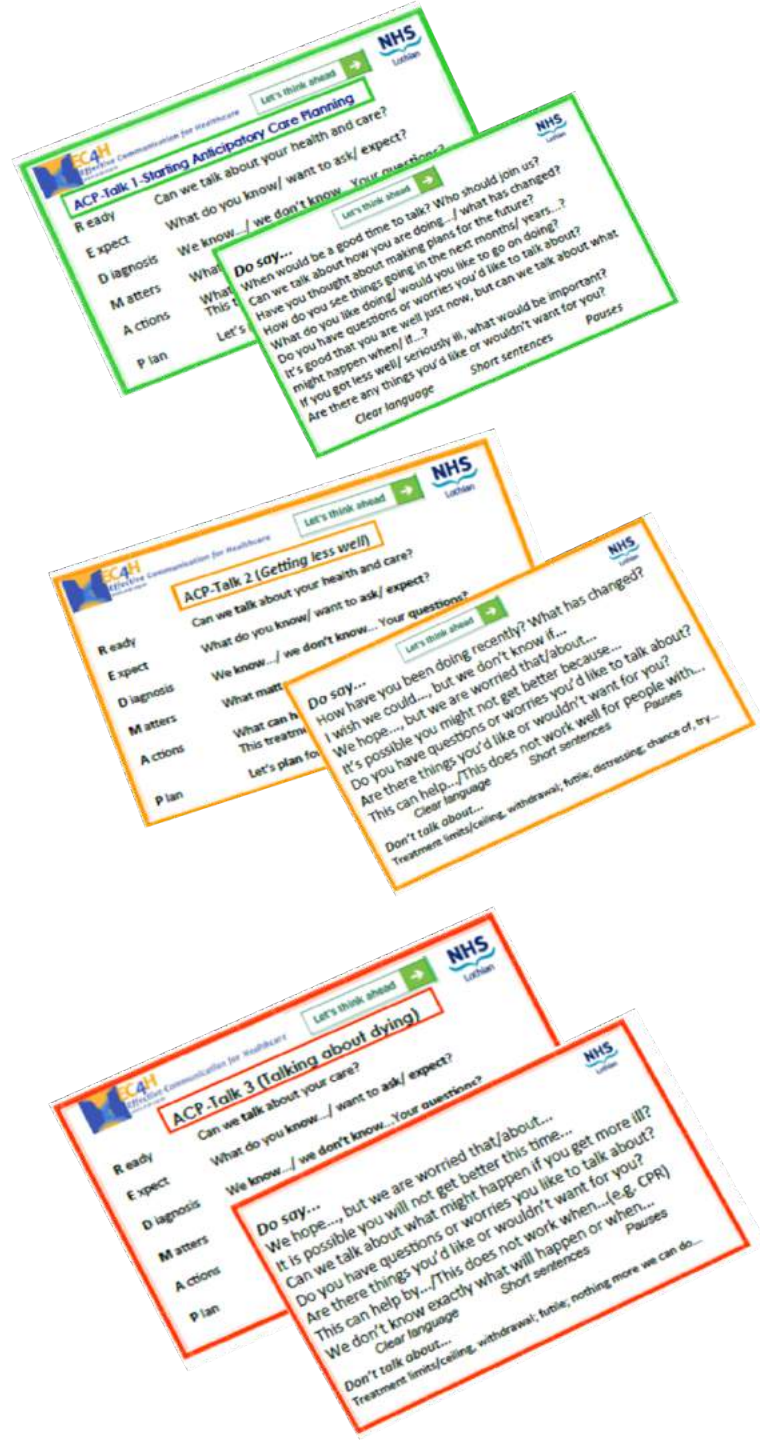 NHS
Lothian
Let's think ahead
EC4H
Effective Communication for Healthcare
ACP-Talk 1-Starting Anticipatory Care Planning
R eady Can we talk about your health and care?
E xpect What do you know/ want to ask/ expect?
D iagnosis We know.../ we don't know... Your questions?
M atters What
A ctions What
This
P lan Let's
NHS
Lothian
Let's think ahead
Do say...
When would be a good time to talk? Who should join us?
Can we talk about how you are doing.../ what has changed?
Have you thought about making plans for the future?
How do you see things going in the next months/ years...?
What do you like doing/ would you like to go on doing?
Do you have questions or worries you'd like to talk about?
It's good that you are well just now, but can we talk about what
might happen when/ if...?
If you got less well/ seriously ill, what would be important?
Are there any things you'd like or wouldn't want for you?
Clear language Short sentences Pauses
NHS
Lothian
Let's think ahead
EC4H
Effective Communication for Healthcare
ACP-Talk 2 (Getting less well)
R eady Can we talk about your health and care?
E xpect What do you know/ want to ask/ expect?
D iagnosis We know.../ we don't know... Your questions?
M atters What matt
A ctions What can h
This treatm
P lan Let's plan fo
NHS
Lothian
Let's think ahead
Do say...
How have you been doing recently? What has changed?
I wish we could..., but we don't know if...
We hope..., but we are worried that/about...
It's possible you might not get better because...
Do you have questions or worries you'd like to talk about?
Are there things you'd like or wouldn't want for you?
This can help.../This does not work well for people with...
Clear language Short sentences Pauses
Don't talk about...
Treatment limits/ceiling, withdrawal; futile; distressing; chance of, try...
NHS
Lothian
Let's think ahead
EC4H
Effective Communication for Healthcare
ACP-Talk 3 (Talking about dying)
R eady Can we talk about your care?
E xpect What do you know.../ want to ask/ expect?
D iagnosis We know.../ we don't know...Your questions?
M atters
A ctions
P lan
NHS
Lothian
Do say...
We hope..., but we are worried that/about...
It is possible you will not get better this time...
Can we talk about what might happen if you get more ill?
Do you have questions or worries you like to talk about?
Are there things you'd like or wouldn't want for you?
This can help by.../This does not work when...(e.g. CPR)
We don't know exactly what will happen or when...
Clear language Short sentences Pauses
Don't talk about...
Treatment limits/ceiling, withdrawal; futile; nothing more we can do...